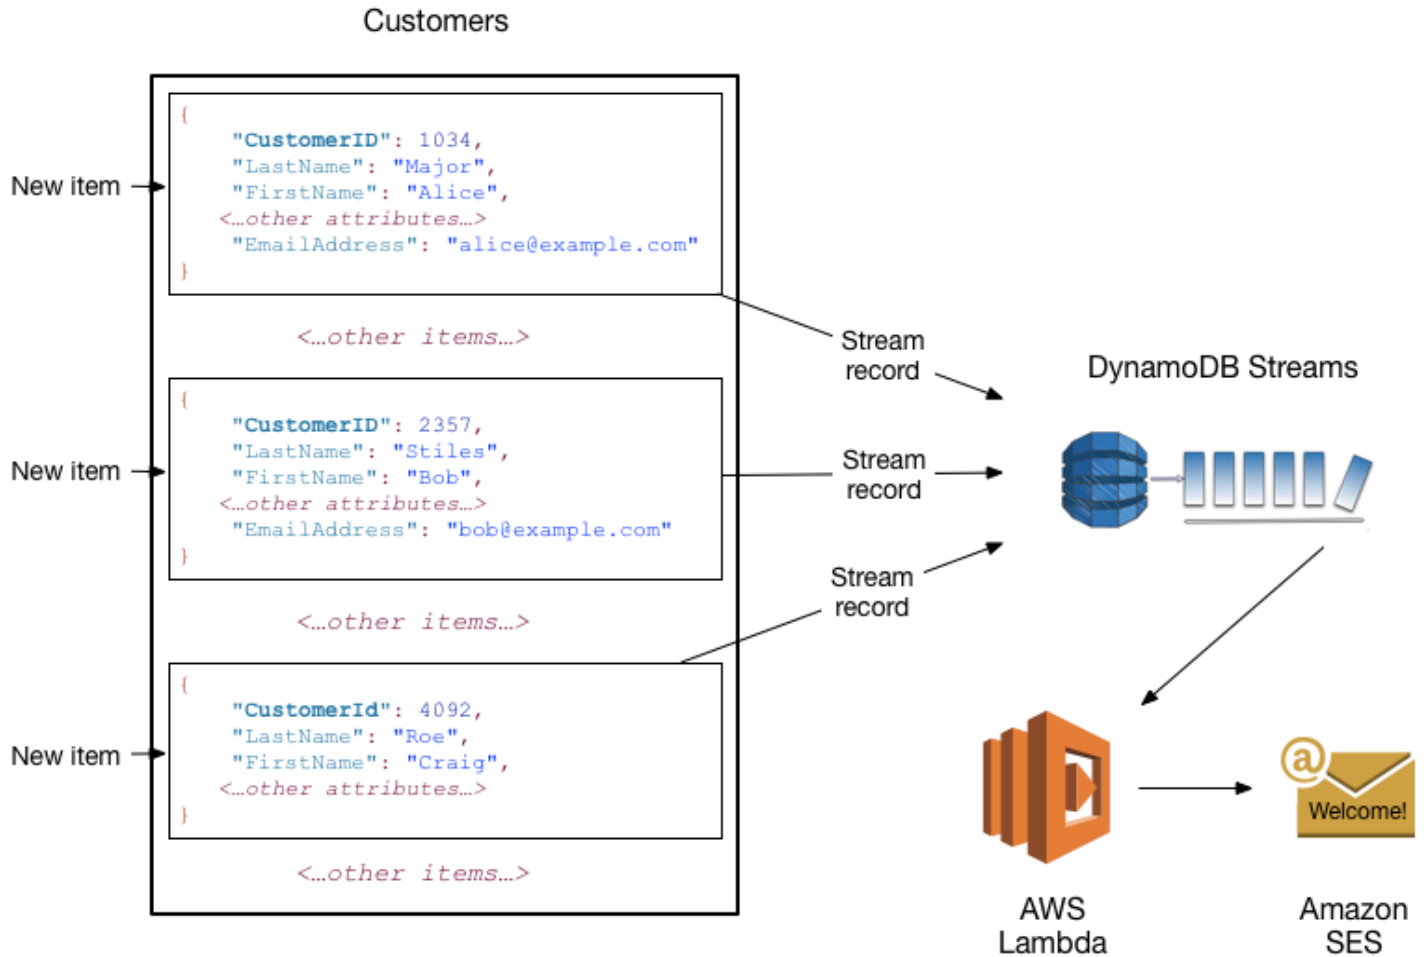 Customers
New item
{
"CustomerID": 1034,
"LastName": "Major",
"FirstName": "Alice",
<…other attributes…>
"EmailAddress": "alice@example.com"
}
<…other items…>
New item
{
"CustomerID": 2357,
"LastName": "Stiles",
"FirstName": "Bob",
<…other attributes…>
"EmailAddress": "bob@example.com"
}
<…other items…>
New item
{
"CustomerId": 4092,
"LastName": "Roe",
"FirstName": "Craig",
<…other attributes…>
}
<…other items…>
Stream
record
Stream
record
Stream
record
DynamoDB Streams
AWS
Lambda
@
Welcome!
Amazon
SES